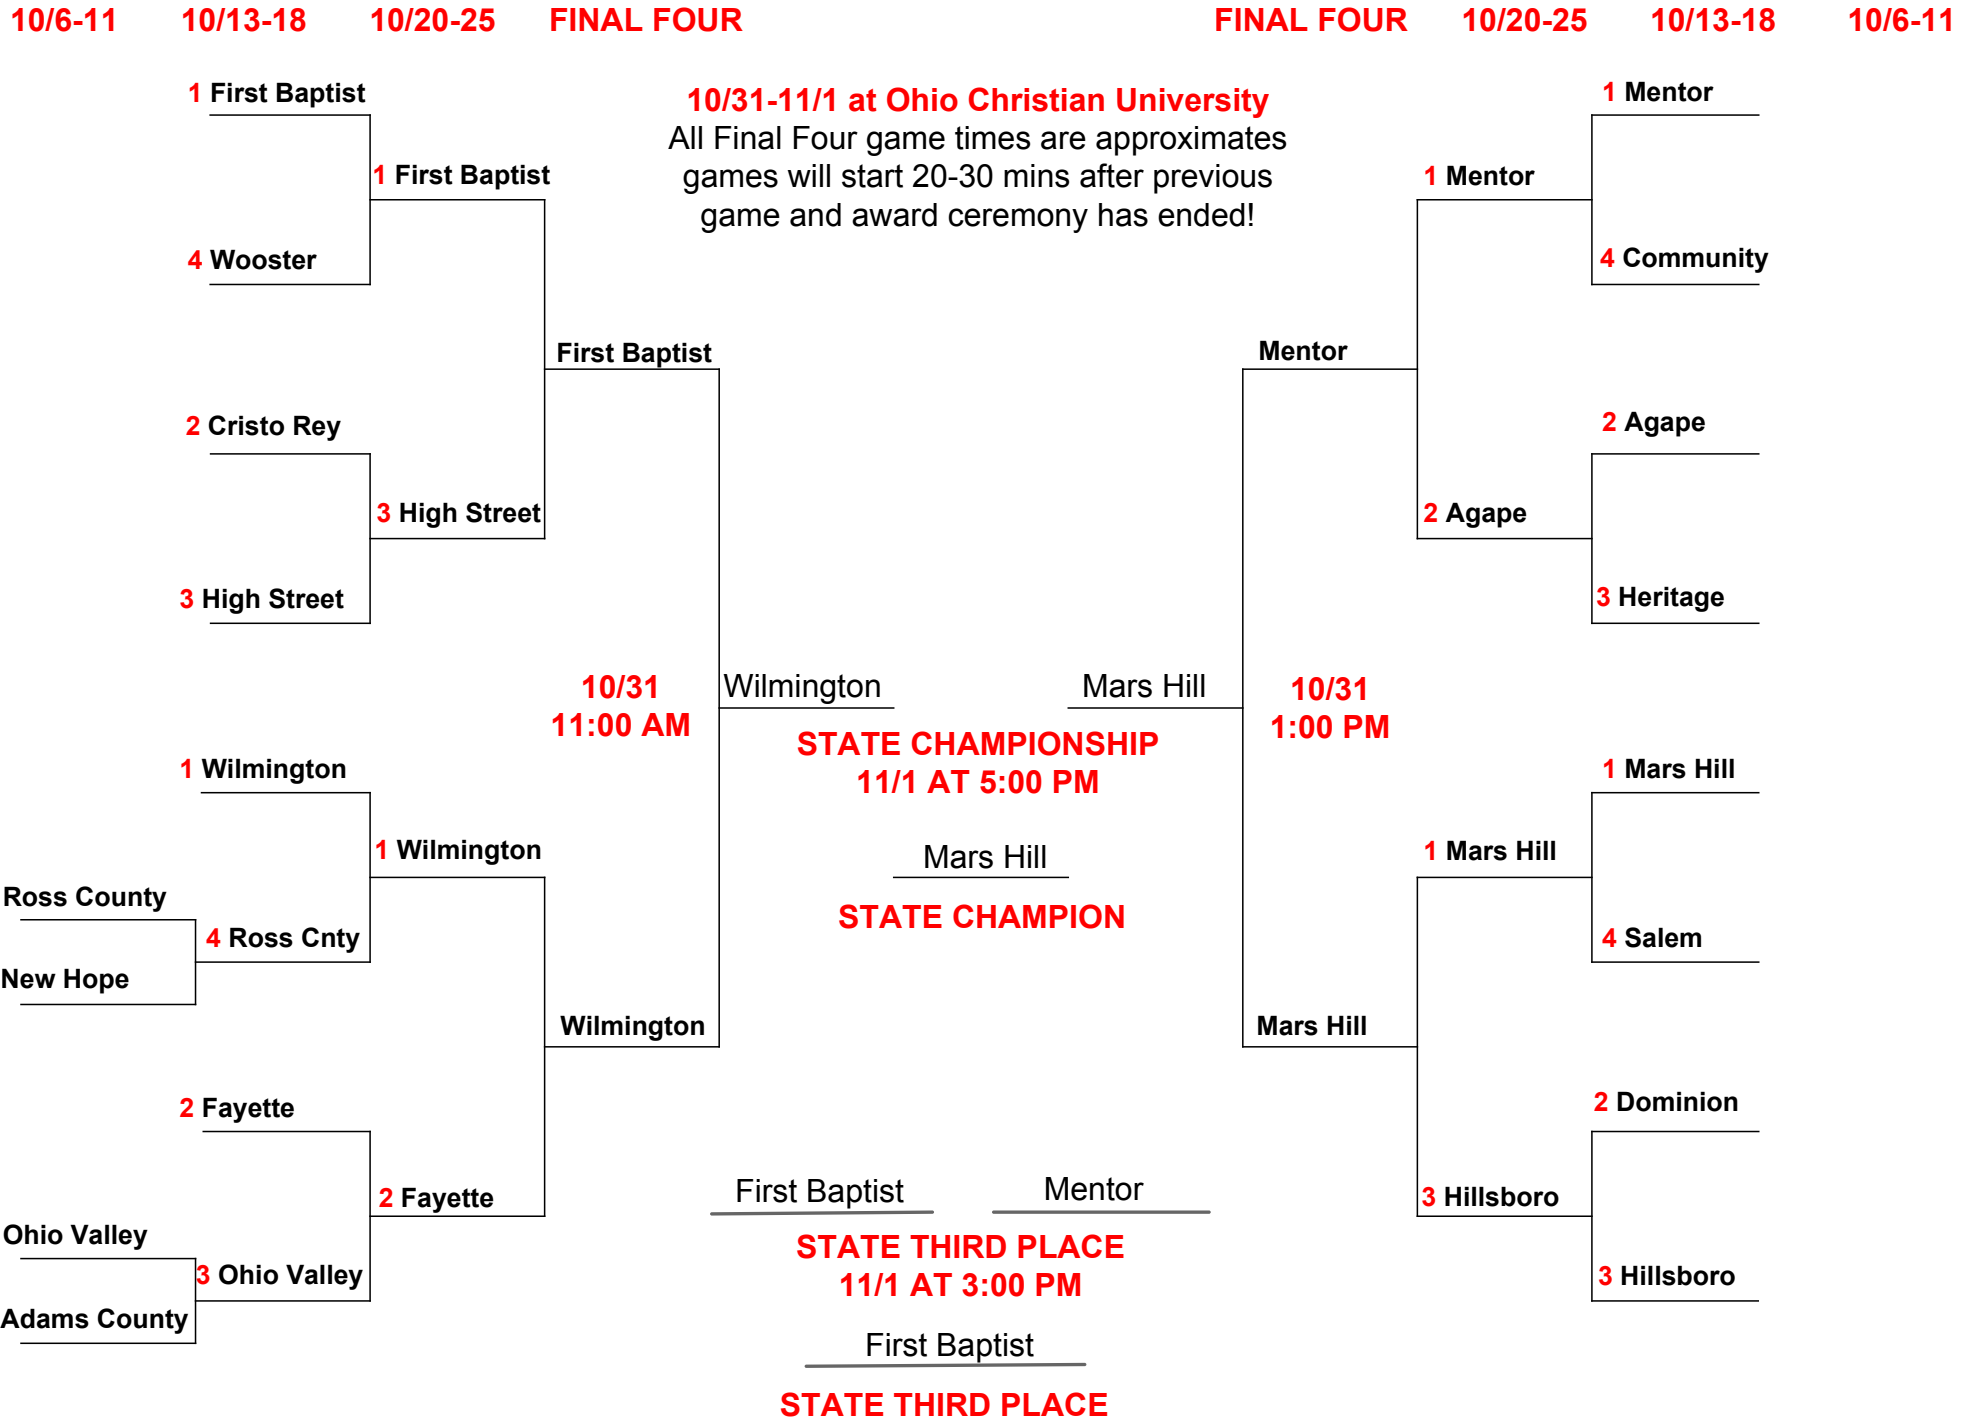 10/6-11 10/13-18 10/20-25 FINAL FOUR FINAL FOUR 10/20-25 10/13-18 10/6-11
10/31-11/1 at Ohio Christian University
All Final Four game times are approximates
games will start 20-30 mins after previous
game and award ceremony has ended!
1 First Baptist
1 First Baptist
4 Wooster
First Baptist
2 Cristo Rey
3 High Street
3 High Street
10/31
11:00 AM
Wilmington
1 Wilmington
1 Wilmington
Ross County
4 Ross Cnty
New Hope
Wilmington
2 Fayette
2 Fayette
Ohio Valley
3 Ohio Valley
Adams County
Mars Hill
STATE CHAMPIONSHIP
11/1 AT 5:00 PM
Mars Hill
STATE CHAMPION
First Baptist
Mentor
STATE THIRD PLACE
11/1 AT 3:00 PM
First Baptist
STATE THIRD PLACE
1 Mentor
1 Mentor
4 Community
Mentor
2 Agape
2 Agape
3 Heritage
10/31
1:00 PM
1 Mars Hill
1 Mars Hill
4 Salem
Mars Hill
2 Dominion
3 Hillsboro
3 Hillsboro